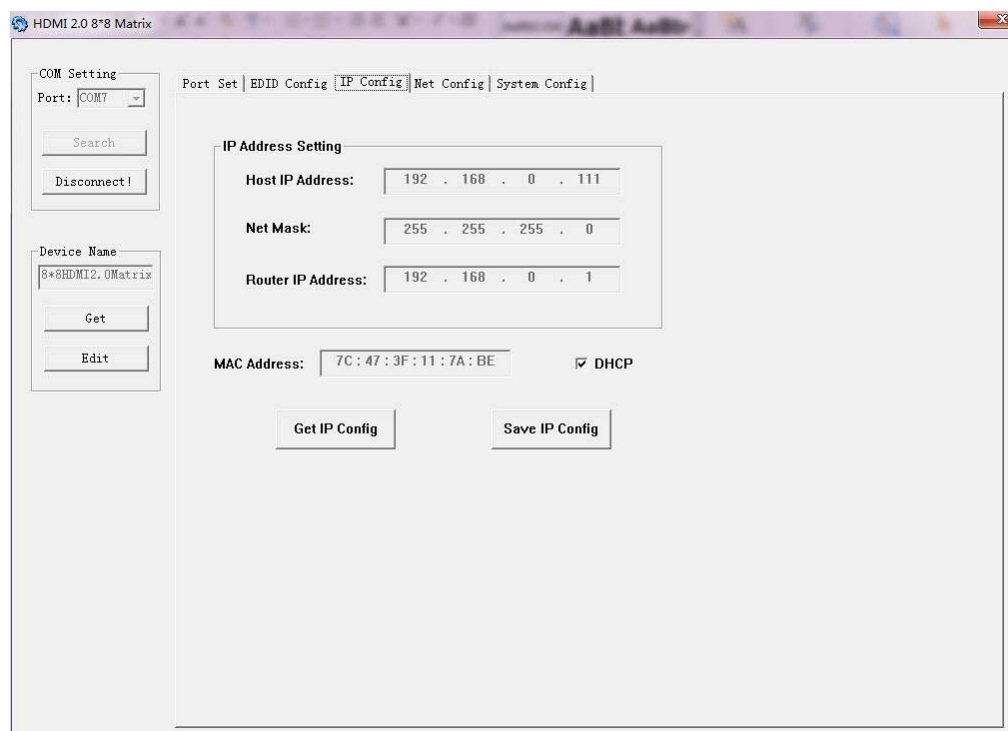 HDMI 2.0 8*8 Matrix
AaBb AaBb
COM Setting
Port: COM7
Search
Disconnect!
Device Name
8*8HDMI2.0Matrix
Get
Edit
Port Set EDID Config IP Config Net Config System Config
IP Address Setting
Host IP Address: 192 . 168 . 0 . 111
Net Mask: 255 . 255 . 255 . 0
Router IP Address: 192 . 168 . 0 . 1
MAC Address: 7C : 47 : 3F : 11 : 7A : BE DHCP
Get IP Config Save IP Config